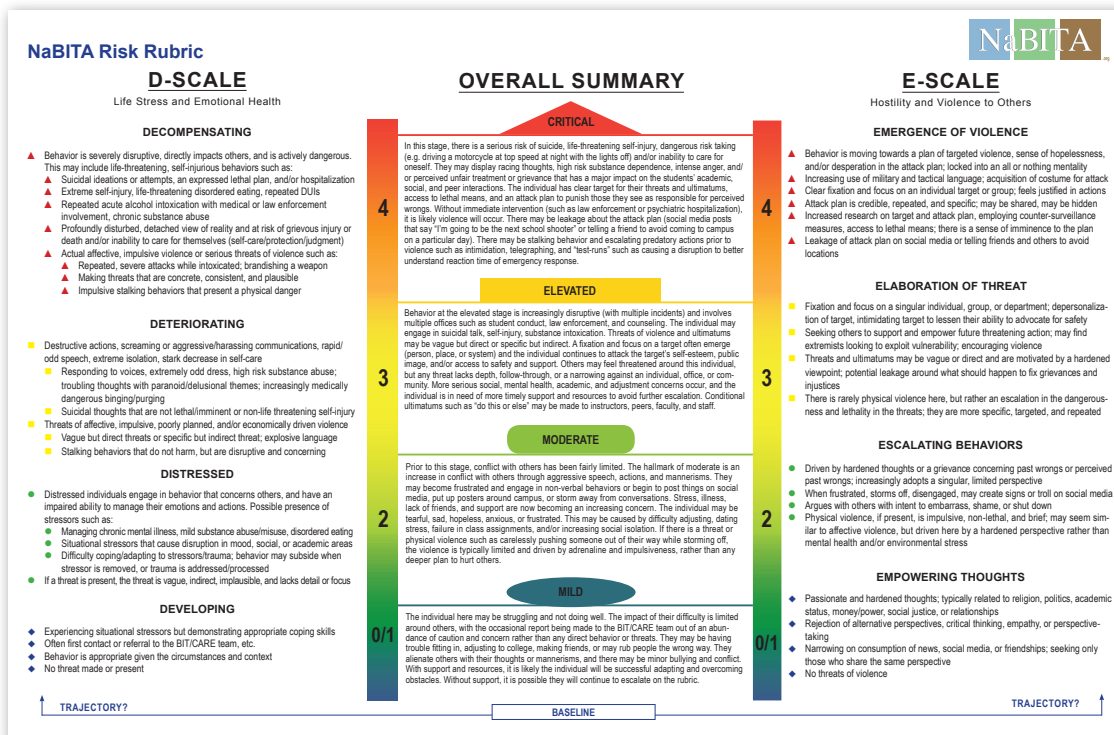 NaBITA Risk Rubric
NaBITA
.org
D-SCALE
Life Stress and Emotional Health
DECOMPENSATING
Behavior is severely disruptive, directly impacts others, and is actively dangerous.
This may include life-threatening, self-injurious behaviors such as:
Suicidal ideations or attempts, an expressed lethal plan, and/or hospitalization
Extreme self-injury, life-threatening disordered eating, repeated DUIs
Repeated acute alcohol intoxication with medical or law enforcement
involvement, chronic substance abuse
Profoundly disturbed, detached view of reality and at risk of grievous injury or
death and/or inability to care for themselves (self-care/protection/judgment)
Actual affective, impulsive violence or serious threats of violence such as:
Repeated, severe attacks while intoxicated; brandishing a weapon
Making threats that are concrete, consistent, and plausible
Impulsive stalking behaviors that present a physical danger
DETERIORATING
Destructive actions, screaming or aggressive/harassing communications, rapid/
odd speech, extreme isolation, stark decrease in self-care
Responding to voices, extremely odd dress, high risk substance abuse;
troubling thoughts with paranoid/delusional themes; increasingly medically
dangerous binging/purging
Suicidal thoughts that are not lethal/imminent or non-life threatening self-injury
Threats of affective, impulsive, poorly planned, and/or economically driven violence
Vague but direct threats or specific but indirect threat; explosive language
Stalking behaviors that do not harm, but are disruptive and concerning
DISTRESSED
Distressed individuals engage in behavior that concerns others, and have an
impaired ability to manage their emotions and actions. Possible presence of
stressors such as:
Managing chronic mental illness, mild substance abuse/misuse, disordered eating
Situational stressors that cause disruption in mood, social, or academic areas
Difficulty coping/adapting to stressors/trauma; behavior may subside when
stressor is removed, or trauma is addressed/processed
If a threat is present, the threat is vague, indirect, implausible, and lacks detail or focus
DEVELOPING
Experiencing situational stressors but demonstrating appropriate coping skills
Often first contact or referral to the BIT/CARE team, etc.
Behavior is appropriate given the circumstances and context
No threat made or present
TRAJECTORY?
4
3
2
0/1
OVERALL SUMMARY
CRITICAL
In this stage, there is a serious risk of suicide, life-threatening self-injury, dangerous risk taking
(e.g. driving a motorcycle at top speed at night with the lights off) and/or inability to care for
oneself. They may display racing thoughts, high risk substance dependence, intense anger, and/
or perceived unfair treatment or grievance that has a major impact on the students' academic,
social, and peer interactions. The individual has clear target for their threats and ultimatums,
access to lethal means, and an attack plan to punish those they see as responsible for perceived
wrongs. Without immediate intervention (such as law enforcement or psychiatric hospitalization),
it is likely violence will occur. There may be leakage about the attack plan (social media posts
that say "I'm going to be the next school shooter" or telling a friend to avoid coming to campus
on a particular day). There may be stalking behavior and escalating predatory actions prior to
violence such as intimidation, telegraphing, and "test-runs" such as causing a disruption to better
understand reaction time of emergency response.
ELEVATED
Behavior at the elevated stage is increasingly disruptive (with multiple incidents) and involves
multiple offices such as student conduct, law enforcement, and counseling. The individual may
engage in suicidal talk, self-injury, substance intoxication. Threats of violence and ultimatums
may be vague but direct or specific but indirect. A fixation and focus on a target often emerge
(person, place, or system) and the individual continues to attack the target's self-esteem, public
image, and/or access to safety and support. Others may feel threatened around this individual,
but any threat lacks depth, follow-through, or a narrowing against an individual, office, or com-
munity. More serious social, mental health, academic, and adjustment concerns occur, and the
individual is in need of more timely support and resources to avoid further escalation. Conditional
ultimatums such as "do this or else" may be made to instructors, peers, faculty, and staff.
MODERATE
Prior to this stage, conflict with others has been fairly limited. The hallmark of moderate is an
increase in conflict with others through aggressive speech, actions, and mannerisms. They
may become frustrated and engage in non-verbal behaviors or begin to post things on social
media, put up posters around campus, or storm away from conversations. Stress, illness,
lack of friends, and support are now becoming an increasing concern. The individual may be
tearful, sad, hopeless, anxious, or frustrated. This may be caused by difficulty adjusting, dating
stress, failure in class assignments, and/or increasing social isolation. If there is a threat or
physical violence such as carelessly pushing someone out of their way while storming off,
the violence is typically limited and driven by adrenaline and impulsiveness, rather than any
deeper plan to hurt others.
MILD
The individual here may be struggling and not doing well. The impact of their difficulty is limited
around others, with the occasional report being made to the BIT/CARE team out of an abun-
dance of caution and concern rather than any direct behavior or threats. They may be having
trouble fitting in, adjusting to college, making friends, or may rub people the wrong way. They
alienate others with their thoughts or mannerisms, and there may be minor bullying and conflict.
With support and resources, it is likely the individual will be successful adapting and overcoming
obstacles. Without support, it is possible they will continue to escalate on the rubric.
BASELINE
4
3
2
0/1
E-SCALE
Hostility and Violence to Others
EMERGENCE OF VIOLENCE
Behavior is moving towards a plan of targeted violence, sense of hopelessness,
and/or desperation in the attack plan; locked into an all or nothing mentality
Increasing use of military and tactical language; acquisition of costume for attack
Clear fixation and focus on an individual target or group; feels justified in actions
Attack plan is credible, repeated, and specific; may be shared, may be hidden
Increased research on target and attack plan, employing counter-surveillance
measures, access to lethal means; there is a sense of imminence to the plan
Leakage of attack plan on social media or telling friends and others to avoid
locations
ELABORATION OF THREAT
Fixation and focus on a singular individual, group, or department; depersonaliza-
tion of target, intimidating target to lessen their ability to advocate for safety
Seeking others to support and empower future threatening action; may find
extremists looking to exploit vulnerability; encouraging violence
Threats and ultimatums may be vague or direct and are motivated by a hardened
viewpoint; potential leakage around what should happen to fix grievances and
injustices
There is rarely physical violence here, but rather an escalation in the dangerous-
ness and lethality in the threats; they are more specific, targeted, and repeated
ESCALATING BEHAVIORS
Driven by hardened thoughts or a grievance concerning past wrongs or perceived
past wrongs; increasingly adopts a singular, limited perspective
When frustrated, storms off, disengaged, may create signs or troll on social media
Argues with others with intent to embarrass, shame, or shut down
Physical violence, if present, is impulsive, non-lethal, and brief; may seem sim-
ilar to affective violence, but driven here by a hardened perspective rather than
mental health and/or environmental stress
EMPOWERING THOUGHTS
Passionate and hardened thoughts; typically related to religion, politics, academic
status, money/power, social justice, or relationships
Rejection of alternative perspectives, critical thinking, empathy, or perspective-
taking
Narrowing on consumption of news, social media, or friendships; seeking only
those who share the same perspective
No threats of violence
TRAJECTORY?